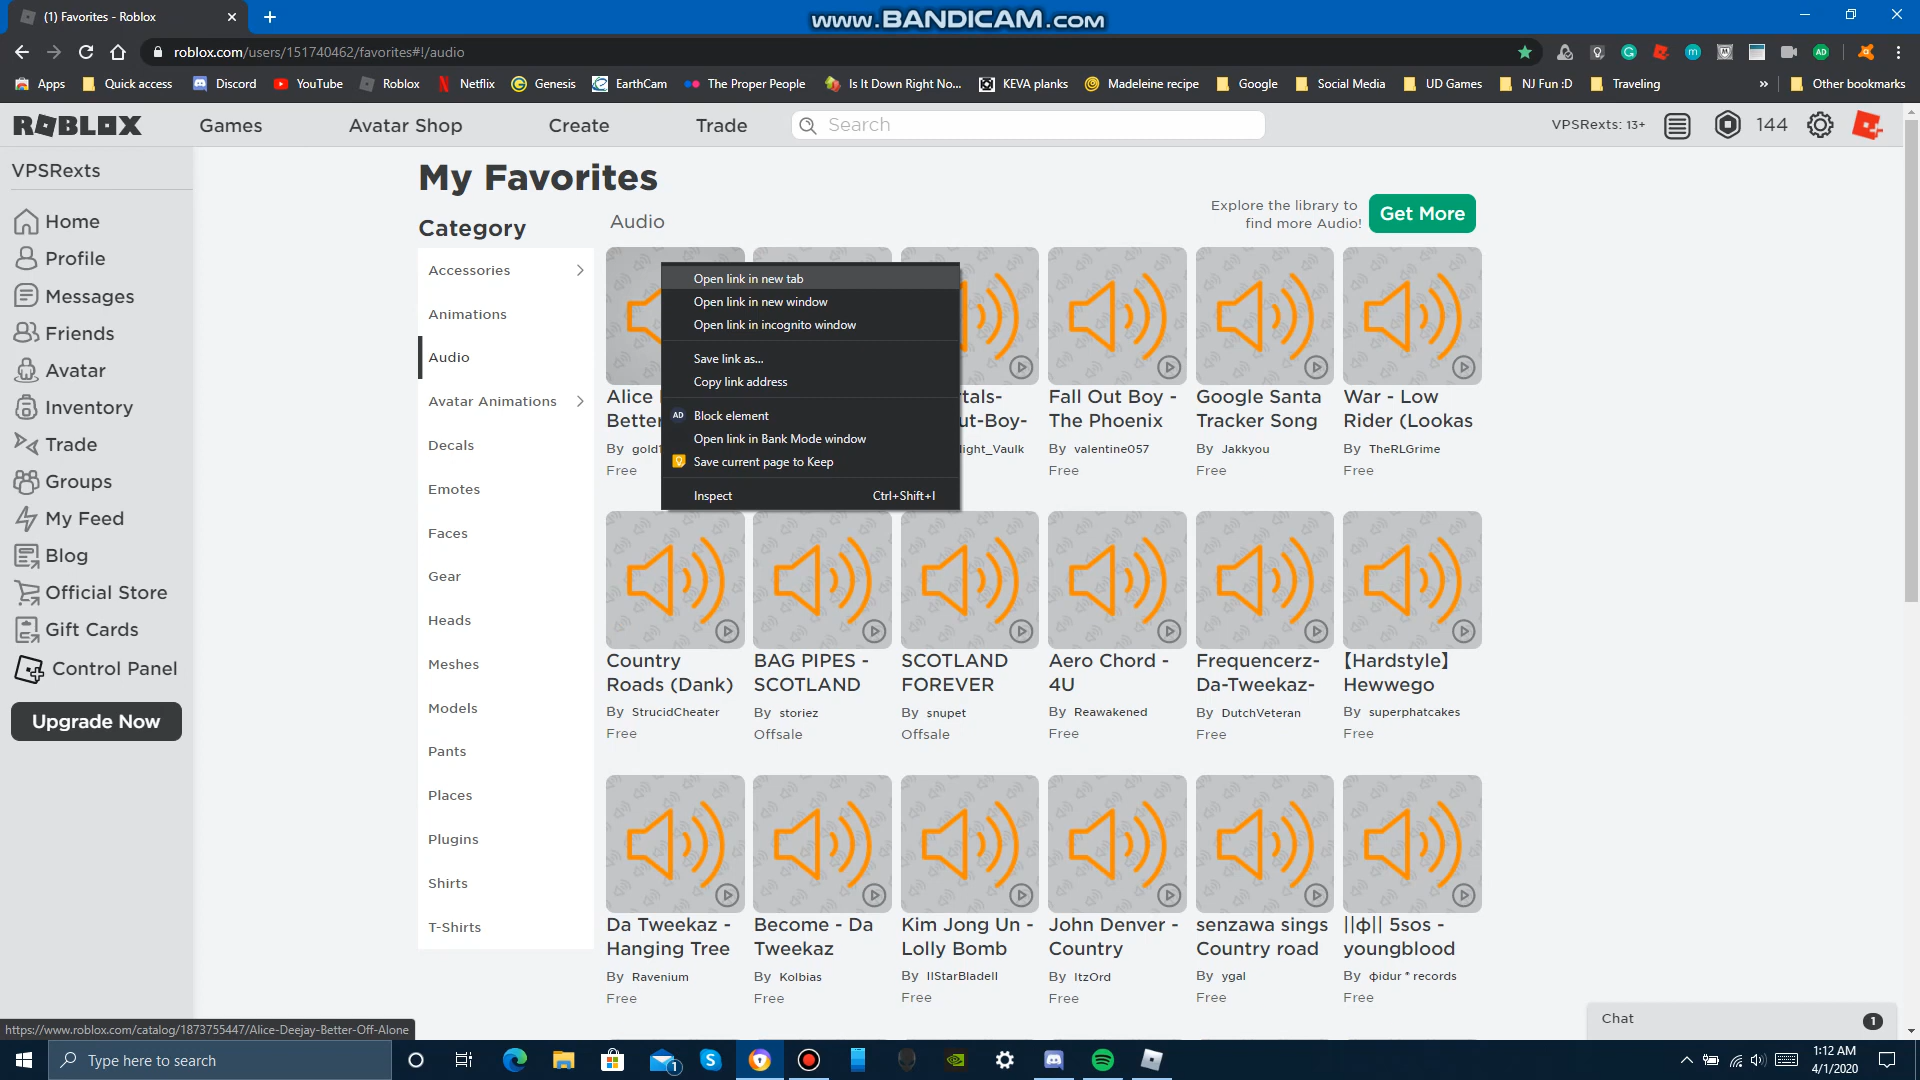 (1) Favorites - Roblox
www.BANDICAM.com
roblox.com/users/151740462/favorites#!/audio
Apps Quick access Discord YouTube Roblox Netflix Genesis EarthCam The Proper People Is It Down Right No... KEVA planks Madeleine recipe Google Social Media UD Games NJ Fun :D Traveling » Other bookmarks
ROBLOX Games Avatar Shop Create Trade Search VPSRexts: 13+ 144
VPSRexts
Home
Profile
Messages
Friends
Avatar
Inventory
Trade
Groups
My Feed
Blog
Official Store
Gift Cards
Control Panel
Upgrade Now
My Favorites
Category
Accessories
Animations
Audio
Avatar Animations
Decals
Emotes
Faces
Gear
Heads
Meshes
Models
Pants
Places
Plugins
Shirts
T-Shirts
Audio
Explore the library to
find more Audio!
Get More
Open link in new tab
Open link in new window
Open link in incognito window
Save link as...
Copy link address
AD Block element
Open link in Bank Mode window
Save current page to Keep
Inspect Ctrl+Shift+I
Alice
Better
By gold
Free
rtals-
ut-Boy-
light_Vaulk
Fall Out Boy -
The Phoenix
By valentine057
Free
Google Santa
Tracker Song
By Jakkyou
Free
War - Low
Rider (Lookas
By TheRLGrime
Free
Country
Roads (Dank)
By StrucidCheater
Free
BAG PIPES -
SCOTLAND
By storiez
Offsale
SCOTLAND
FOREVER
By snupet
Offsale
Aero Chord -
4U
By Reawakened
Free
Frequencerz-
Da-Tweekaz-
By DutchVeteran
Free
【Hardstyle】
Hewwego
By superphatcakes
Free
Da Tweekaz -
Hanging Tree
By Ravenium
Free
Become - Da
Tweekaz
By Kolbias
Free
Kim Jong Un -
Lolly Bomb
By IIStarBladeII
Free
John Denver -
Country
By ItzOrd
Free
senzawa sings
Country road
By ygal
Free
||ф|| 5sos -
youngblood
By фidur * records
Free
Chat 1
https://www.roblox.com/catalog/1873755447/Alice-Deejay-Better-Off-Alone
Type here to search
1
1:12 AM
4/1/2020